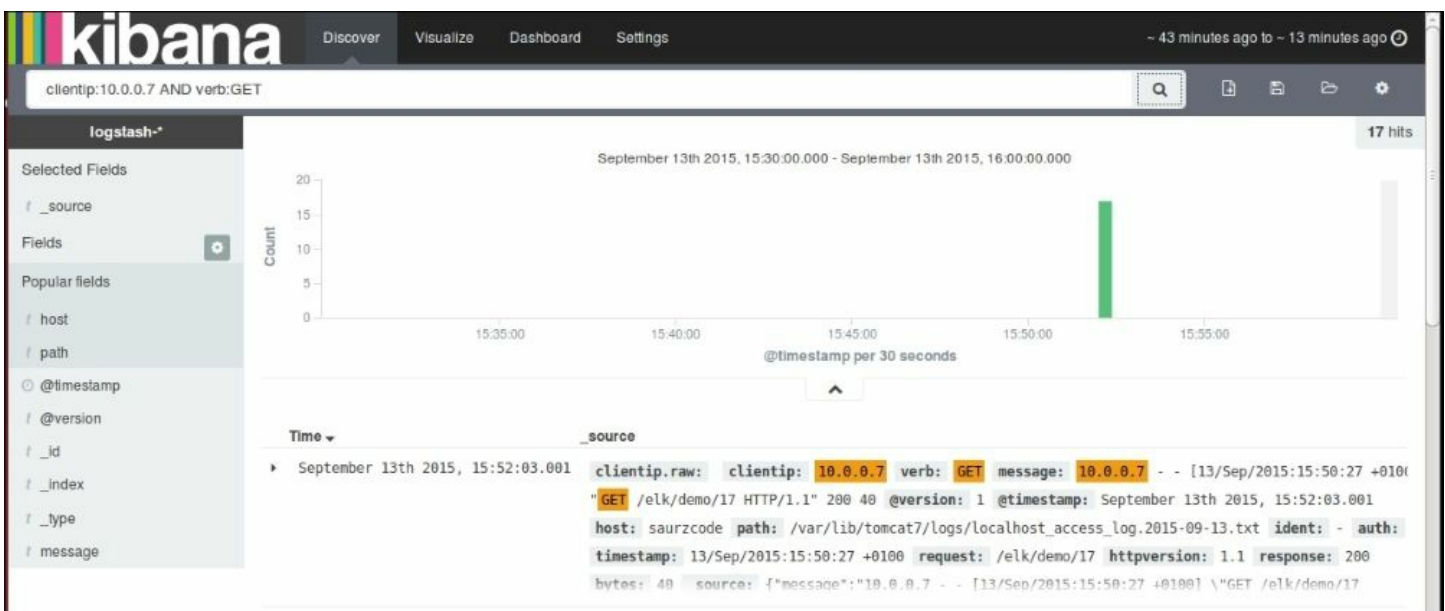 kibana
Discover Visualize Dashboard Settings ~ 43 minutes ago to ~ 13 minutes ago
clientip:10.0.0.7 AND verb:GET
logstash-*
17 hits
Selected Fields
t _source
Fields
Popular fields
t host
t path
@timestamp
t @version
t _id
t _index
t _type
t message
September 13th 2015, 15:30:00.000 - September 13th 2015, 16:00:00.000
Count
20
15
10
5
0
15:35:00 15:40:00 15:45:00 15:50:00 15:55:00
@timestamp per 30 seconds
Time _source
September 13th 2015, 15:52:03.001 clientip.raw: clientip: 10.0.0.7 verb: GET message: 10.0.0.7 - - [13/Sep/2015:15:50:27 +0100
"GET /elk/demo/17 HTTP/1.1" 200 40 @version: 1 @timestamp: September 13th 2015, 15:52:03.001
host: saurzcode path: /var/lib/tomcat7/logs/localhost_access_log.2015-09-13.txt ident: - auth:
timestamp: 13/Sep/2015:15:50:27 +0100 request: /elk/demo/17 httpversion: 1.1 response: 200
bytes: 40 source: {"message":"10.0.0.7 - - [13/Sep/2015:15:50:27 +0100] \"GET /elk/demo/17